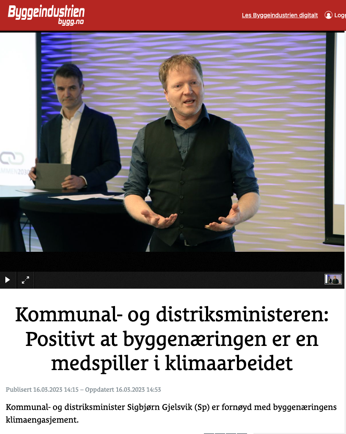 Byggeindustrien
bygg.no
Les Byggeindustrien digitalt
Logg
Kommunal- og distriksministeren:
Positivt at byggenæringen er en
medspiller i klimaarbeidet
Publisert 16.03.2023 14:15 – Oppdatert 16.03.2023 14:53
Kommunal- og distriksminister Sigbjørn Gjelsvik (Sp) er fornøyd med byggenæringens
klimaengasjement.